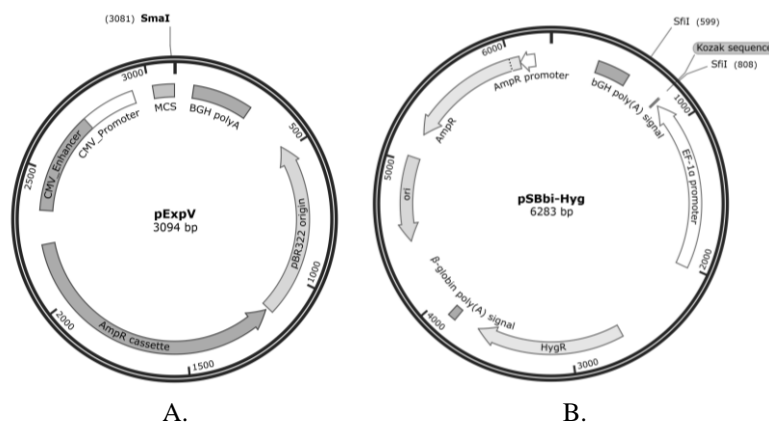 (3081) SmaI
3000
MCS
BGH polyA
500
pBR322 origin
1000
1500
AmpR cassette
2000
2500
CMV_Enhancer
CMV_Promoter
pExpV
3094 bp
A.
SfiI (599)
Kozak sequence
SfiI (808)
6000
AmpR promoter
AmpR
bGH poly(A) signal
1000
EF-1α promoter
2000
5000
ori
pSBbi-Hyg
6283 bp
β-globin poly(A) signal
4000
HygR
3000
B.